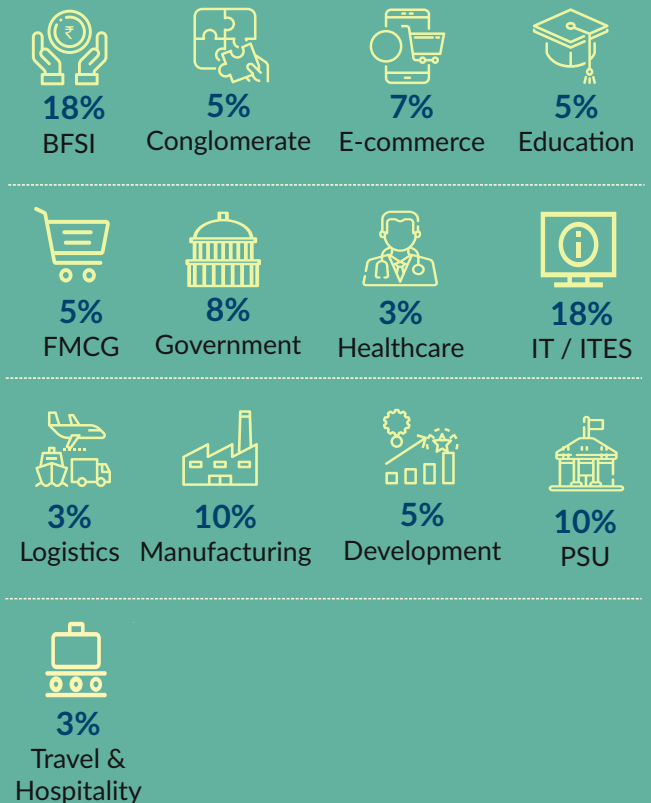 ₹
18%
BFSI
5%
Conglomerate
7%
E-commerce
5%
Education
5%
FMCG
8%
Government
3%
Healthcare
i
18%
IT / ITES
3%
Logistics
10%
Manufacturing
5%
Development
10%
PSU
3%
Travel &
Hospitality